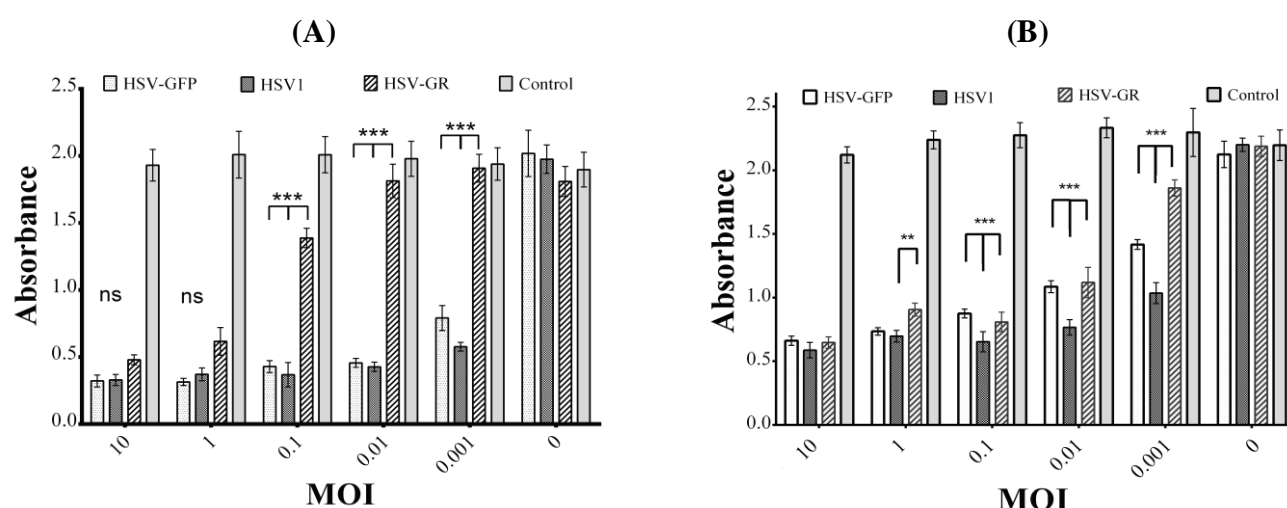 (A)
HSV-GFP HSV1 HSV-GR Control
2.5
2.0
1.5
1.0
0.5
0.0
Absorbance
ns
ns
***
***
***
10 1 0.1 0.01 0.001 0
MOI
(B)
HSV-GFP HSV1 HSV-GR Control
2.5
2.0
1.5
1.0
0.5
0.0
Absorbance
**
***
***
***
10 1 0.1 0.01 0.001 0
MOI